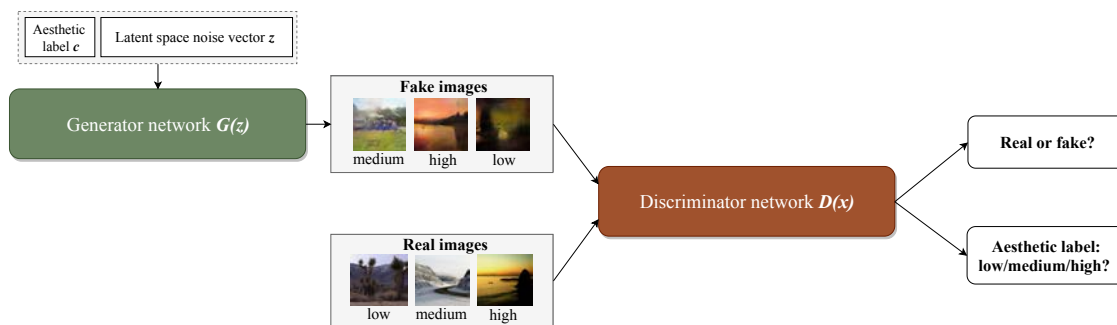 Aesthetic
label c
Latent space noise vector z
Generator network G(z)
Fake images
medium high low
Real images
low medium high
Discriminator network D(x)
Real or fake?
Aesthetic label:
low/medium/high?